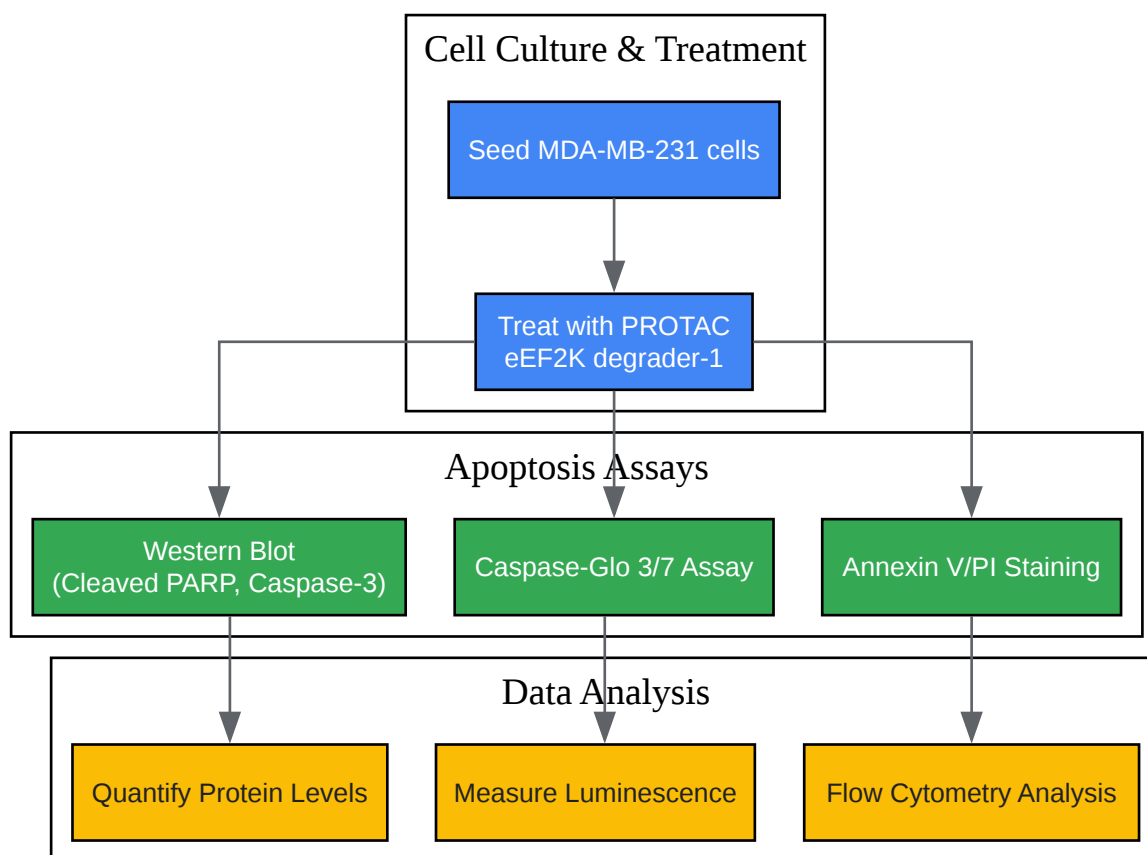 Cell Culture & Treatment
Seed MDA-MB-231 cells
Treat with PROTAC
eEF2K degrader-1
Apoptosis Assays
Western Blot
(Cleaved PARP, Caspase-3)
Caspase-Glo 3/7 Assay
Annexin V/PI Staining
Data Analysis
Quantify Protein Levels
Measure Luminescence
Flow Cytometry Analysis